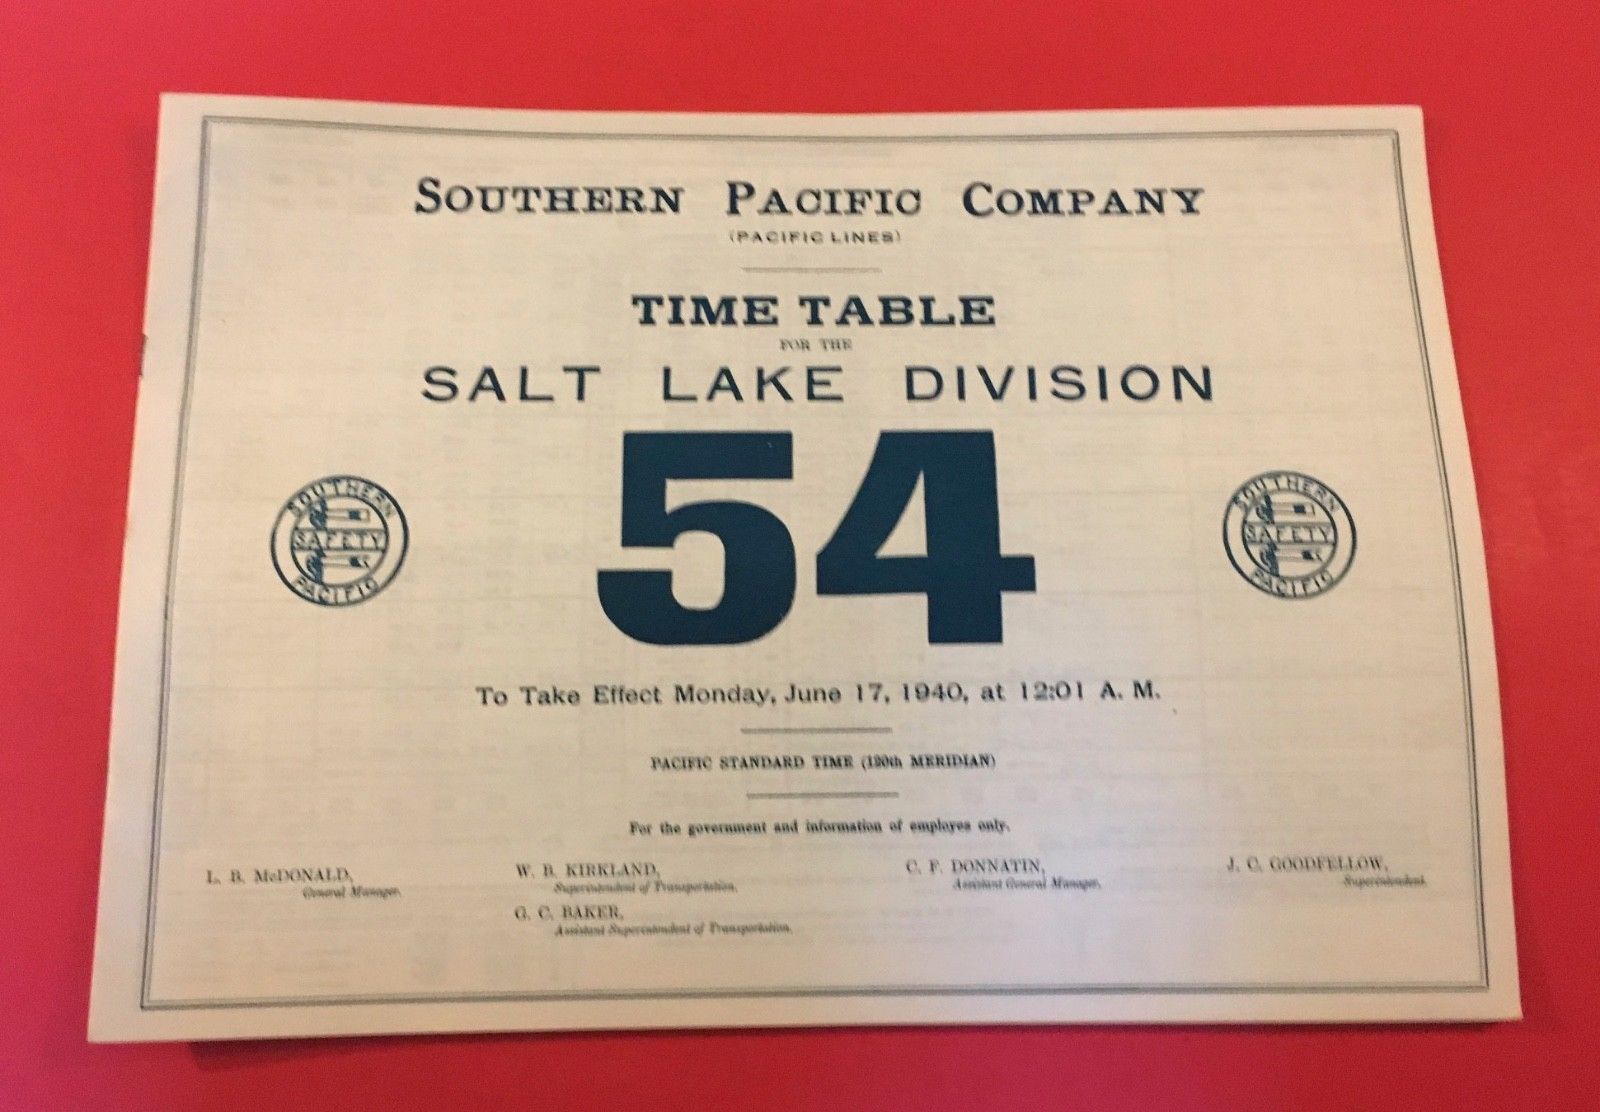 SOUTHERN PACIFIC COMPANY
(PACIFIC LINES)
TIME TABLE
FOR THE
SALT LAKE DIVISION
54
SOUTHERN
SAFETY
PACIFIC
SOUTHERN
SAFETY
PACIFIC
To Take Effect Monday, June 17, 1940, at 12:01 A. M.
PACIFIC STANDARD TIME (120th MERIDIAN)
For the government and information of employes only.
L. B. McDONALD,
General Manager.
W. B. KIRKLAND,
Superintendent of Transportation.
G. C. BAKER,
Assistant Superintendent of Transportation.
C. F. DONNATIN,
Assistant General Manager.
J. C. GOODFELLOW,
Superintendent.